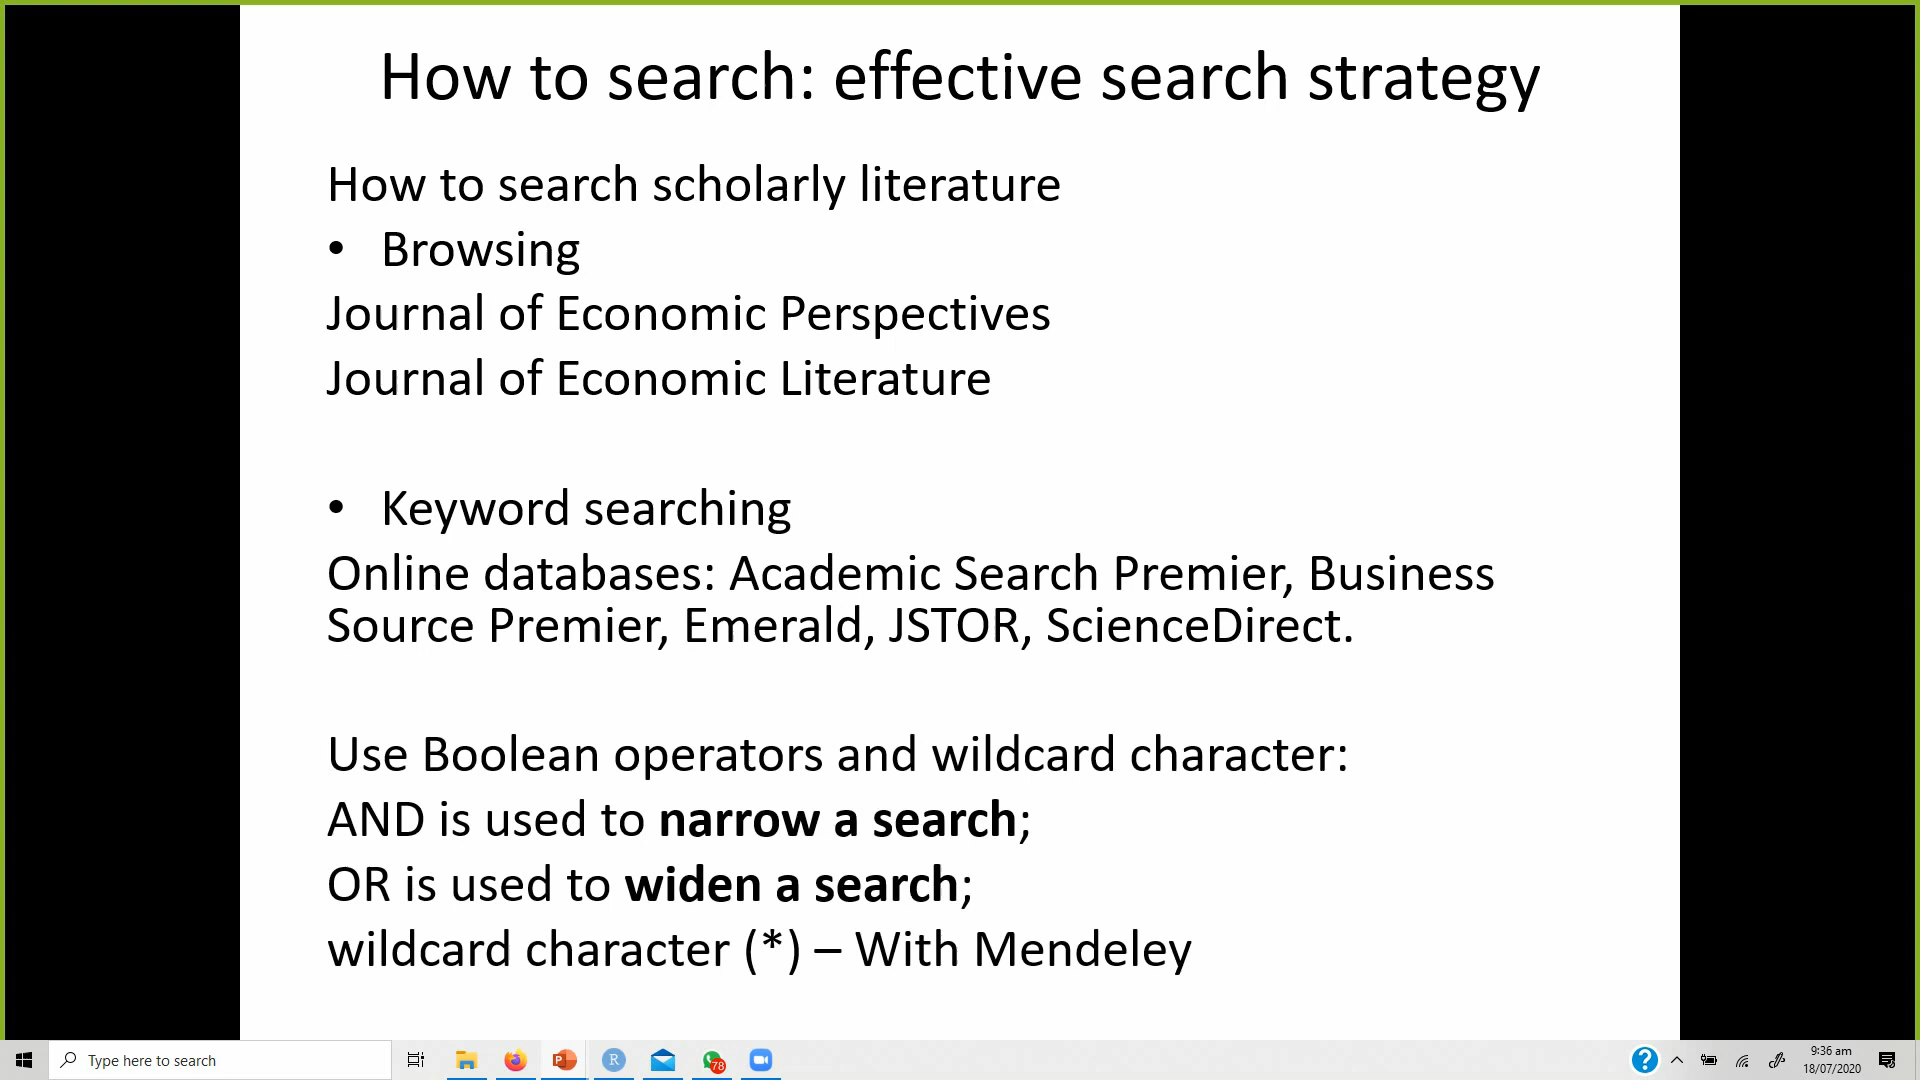 How to search: effective search strategy
How to search scholarly literature
• Browsing
Journal of Economic Perspectives
Journal of Economic Literature
• Keyword searching
Online databases: Academic Search Premier, Business
Source Premier, Emerald, JSTOR, ScienceDirect.
Use Boolean operators and wildcard character:
AND is used to narrow a search;
OR is used to widen a search;
wildcard character (*) – With Mendeley
Type here to search
P
R
78
?
9:36 am
18/07/2020